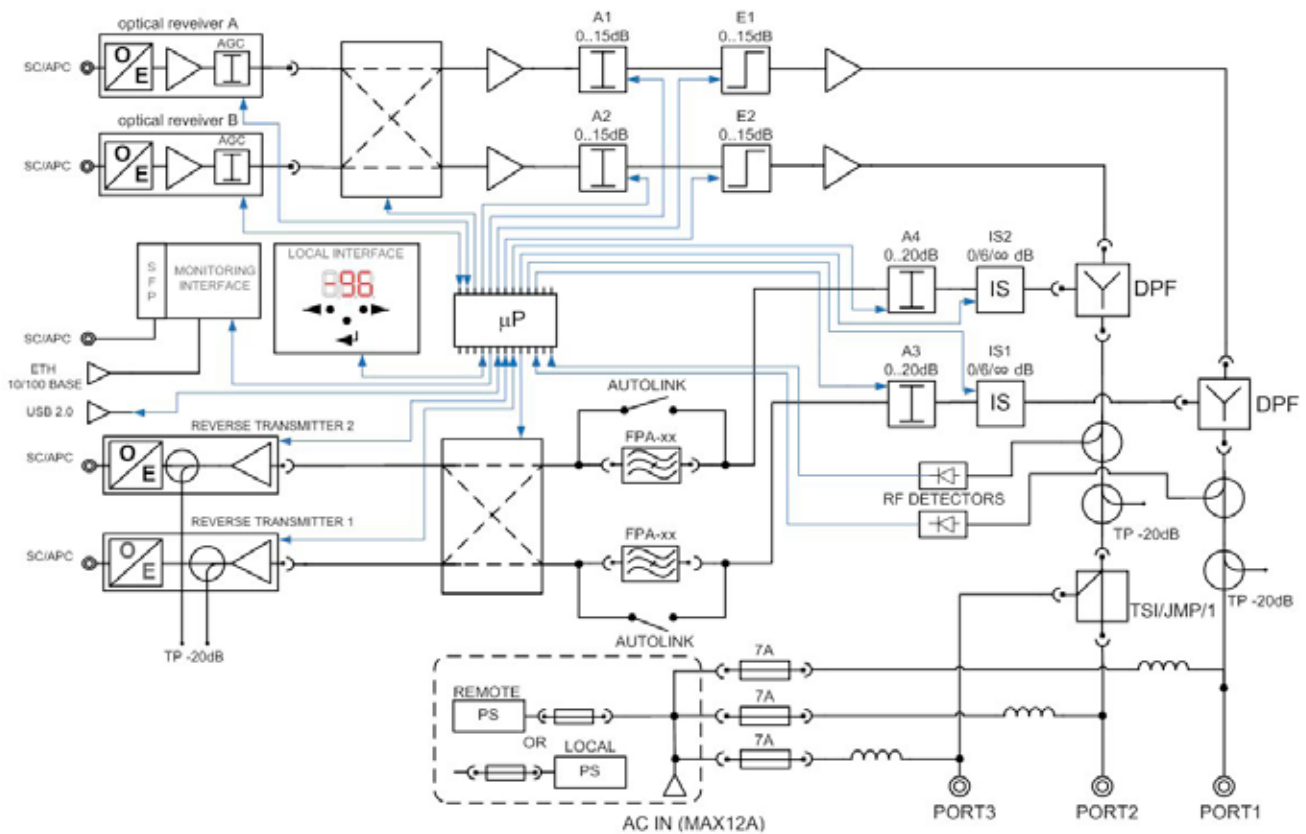 optical reveiver A
AGC
O
E
SC/APC
A1
0..15dB
E1
0..15dB
optical reveiver B
AGC
O
E
SC/APC
A2
0..15dB
E2
0..15dB
SFP
MONITORING
INTERFACE
LOCAL INTERFACE
-96
µP
A4
0..20dB
IS2
0/6/∞ dB
IS
DPF
SC/APC
ETH
10/100 BASE
USB 2.0
A3
0..20dB
IS1
0/6/∞ dB
IS
DPF
AUTOLINK
FPA-xx
REVERSE TRANSMITTER 2
SC/APC
O
E
RF DETECTORS
TP -20dB
REVERSE TRANSMITTER 1
SC/APC
O
E
FPA-xx
AUTOLINK
TP -20dB
TSI/JMP/1
TP -20dB
REMOTE
PS
OR
LOCAL
PS
7A
7A
7A
AC IN (MAX12A)
PORT3
PORT2
PORT1